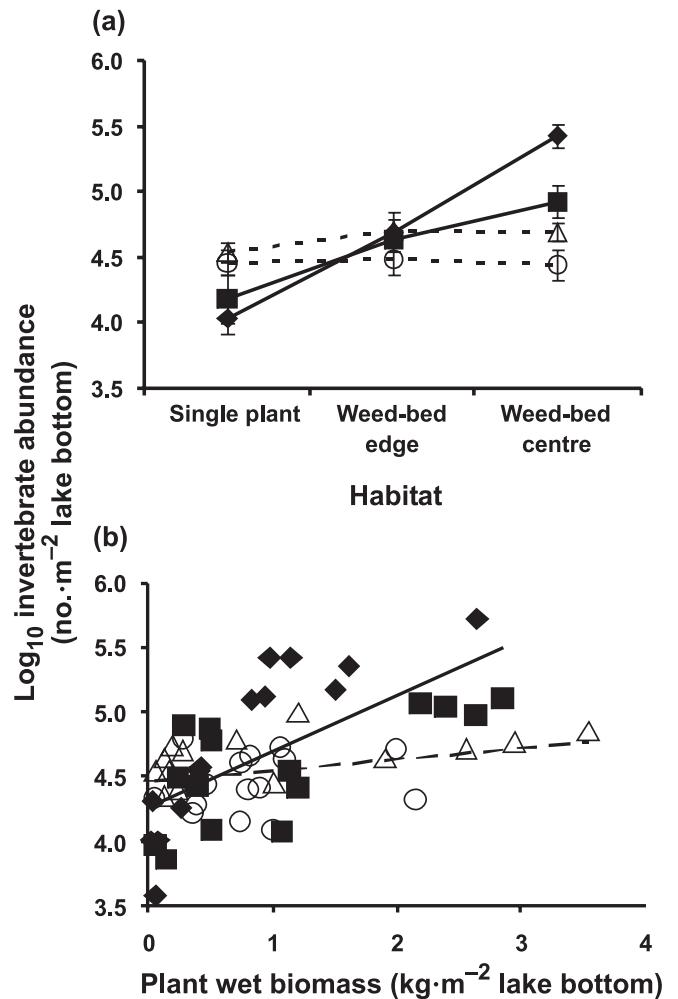 (a)
6.0
5.5
5.0
4.5
4.0
3.5
Single plant
Weed-bed edge
Weed-bed centre
Habitat
Log₁₀ invertebrate abundance
(no.·m⁻² lake bottom)
(b)
6.0
5.5
5.0
4.5
4.0
3.5
0 1 2 3 4
Plant wet biomass (kg·m⁻² lake bottom)